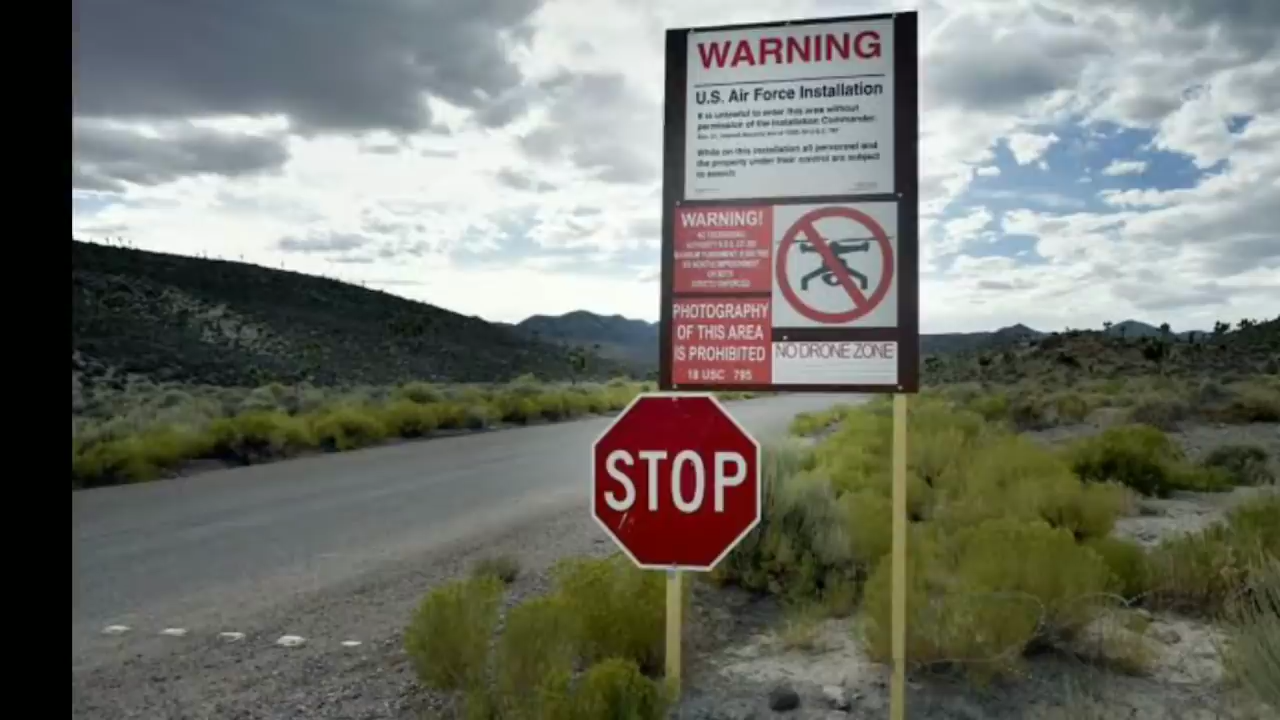 WARNING
U.S. Air Force Installation
It is unlawful to enter this area without
permission of the Installation Commander.
While on this installation all personnel and
the property under their control are subject
to search.
WARNING!
PHOTOGRAPHY
OF THIS AREA
IS PROHIBITED
18 USC 795
NO DRONE ZONE
STOP